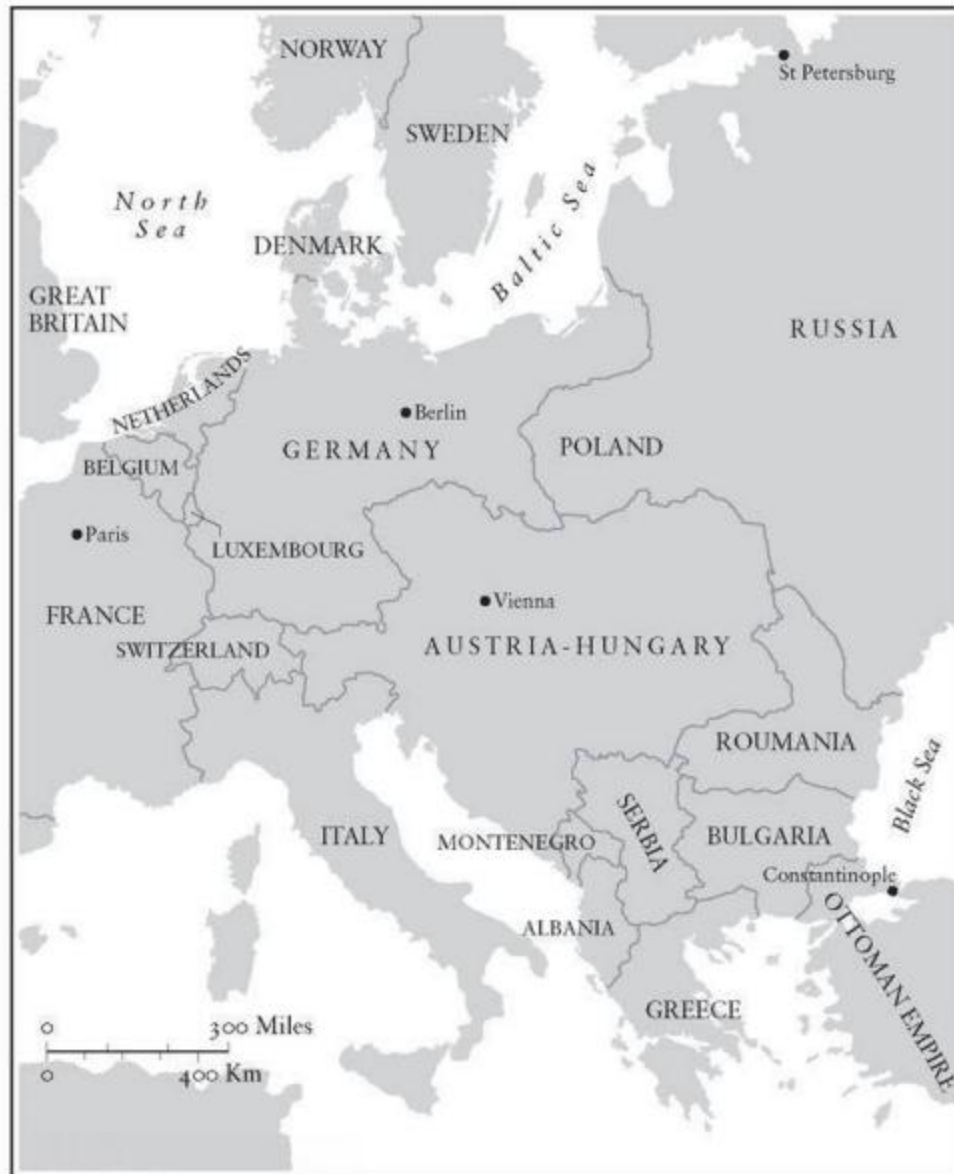 NORWAY
St Petersburg
SWEDEN
North
Sea
Baltic Sea
DENMARK
GREAT
BRITAIN
RUSSIA
NETHERLANDS
Berlin
GERMANY
POLAND
BELGIUM
Paris
LUXEMBOURG
Vienna
FRANCE
SWITZERLAND
AUSTRIA-HUNGARY
ROUMANIA
Black Sea
SERBIA
ITALY
MONTENEGRO
BULGARIA
Constantinople
ALBANIA
OTTOMAN EMPIRE
GREECE
0 300 Miles
0 400 Km